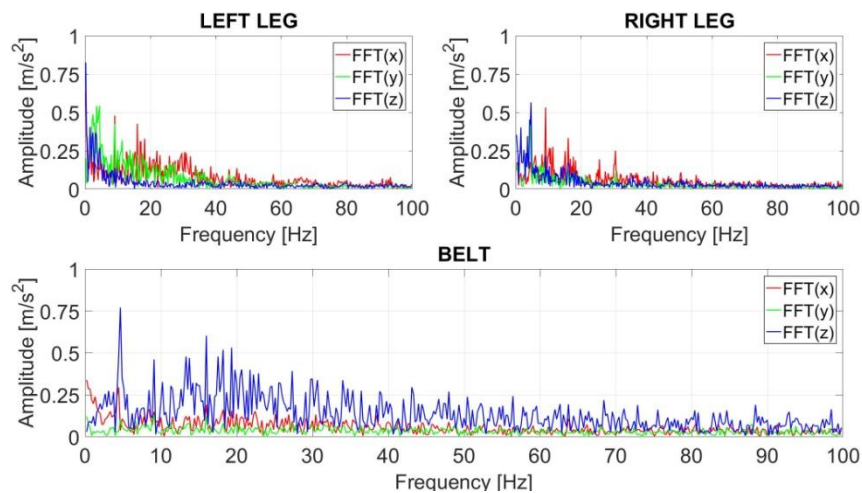 LEFT LEG
1
0.75
0.5
0.25
0
Amplitude [m/s²]
FFT(x)
FFT(y)
FFT(z)
0 20 40 60 80 100
Frequency [Hz]
RIGHT LEG
1
0.75
0.5
0.25
0
Amplitude [m/s²]
FFT(x)
FFT(y)
FFT(z)
0 20 40 60 80 100
Frequency [Hz]
BELT
1
0.75
0.5
0.25
0
Amplitude [m/s²]
FFT(x)
FFT(y)
FFT(z)
0 10 20 30 40 50 60 70 80 90 100
Frequency [Hz]